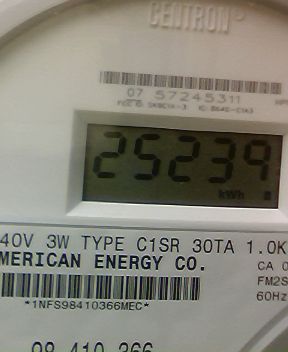 CENTRON®
07 57245311
25239
kWh
40V 3W TYPE C1SR 30TA 1.0K
MERICAN ENERGY CO.
CA 0
FM2S
60Hz
*1NFS98410366MEC*
98 410 366